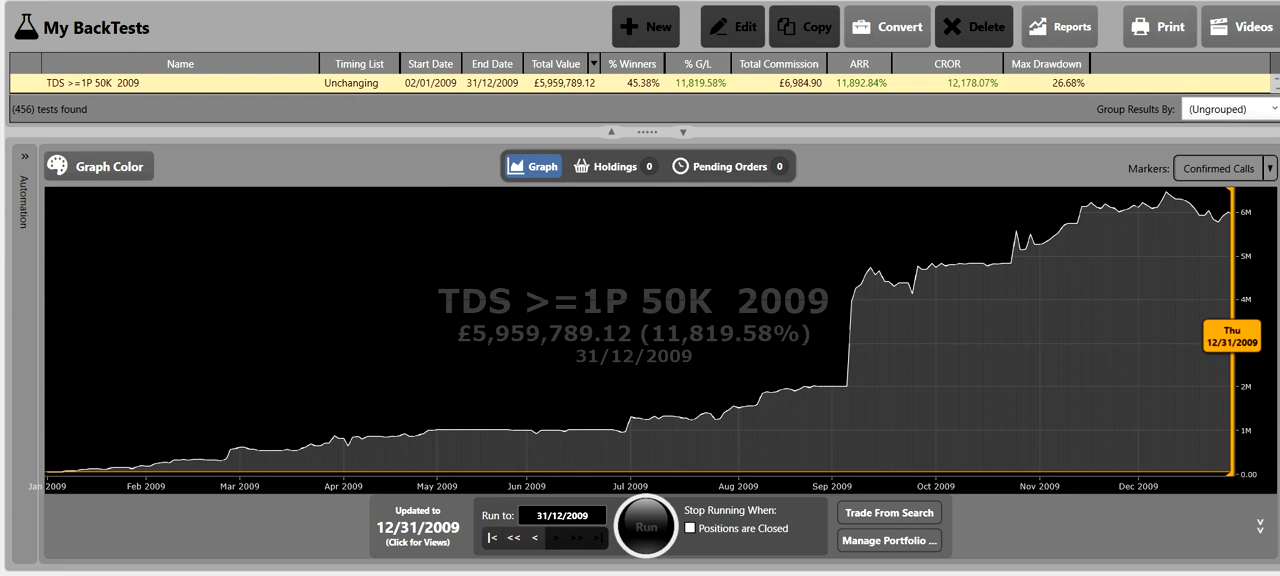 My BackTests
New Edit Copy Convert Delete Reports Print Videos
Name Timing List Start Date End Date Total Value % Winners % G/L Total Commission ARR CROR Max Drawdown
TDS >=1P 50K 2009 Unchanging 02/01/2009 31/12/2009 £5,959,789.12 45.38% 11,819.58% £6,984.90 11,892.84% 12,178.07% 26.68%
(456) tests found Group Results By: (Ungrouped)
» Graph Color Graph Holdings 0 Pending Orders 0 Markers: Confirmed Calls
Automation
6M
5M
4M
TDS >=1P 50K 2009
£5,959,789.12 (11,819.58%)
31/12/2009
Thu
12/31/2009
2M
1M
0.00
Jan 2009 Feb 2009 Mar 2009 Apr 2009 May 2009 Jun 2009 Jul 2009 Aug 2009 Sep 2009 Oct 2009 Nov 2009 Dec 2009
Updated to
12/31/2009
(Click for Views)
Run to: 31/12/2009
|< << < > >> >|
Run
Stop Running When:
Positions are Closed
Trade From Search
Manage Portfolio ...